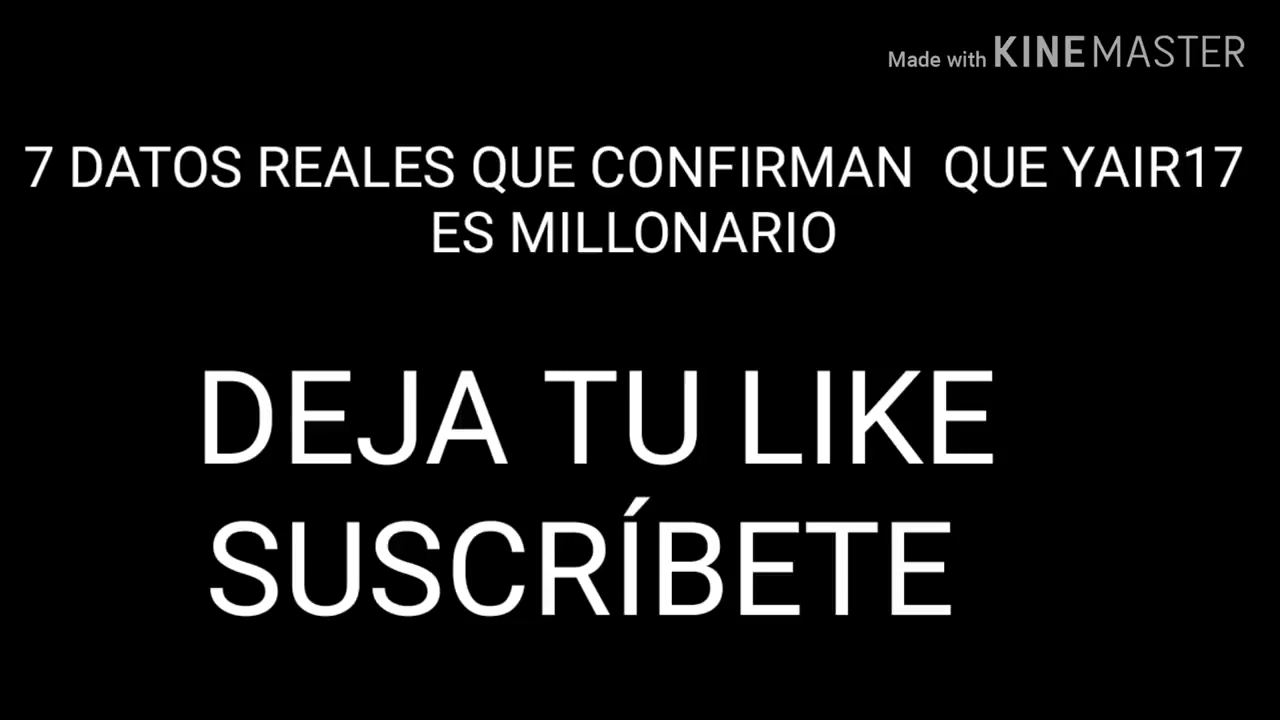 Made with KINEMASTER
7 DATOS REALES QUE CONFIRMAN QUE YAIR17
ES MILLONARIO
DEJA TU LIKE
SUSCRÍBETE